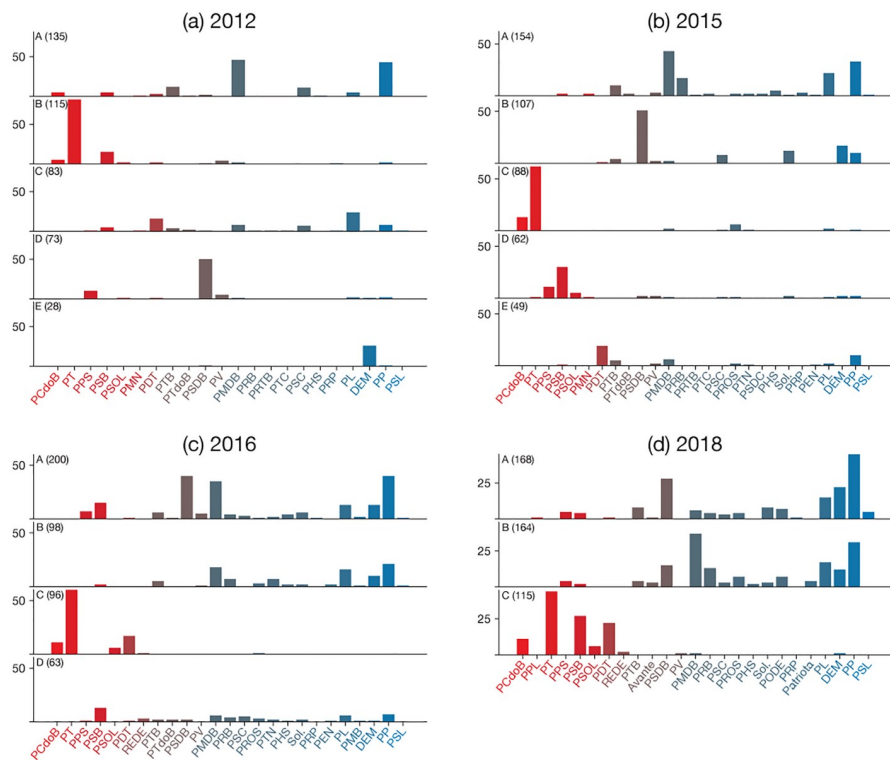 (a) 2012
A (135)
50
B (115)
50
C (83)
50
D (73)
50
E (28)
50
PCdoB PT PPS PSB PSOL PMN PDT PTB PTdoB PSDB PV PMDB PRB PRTB PTC PSC PHS PRP PL DEM PP PSL
(b) 2015
A (154)
50
B (107)
50
C (88)
50
D (62)
50
E (49)
50
PCdoB PT PPS PSB PSOL PMN PDT PTB PTdoB PSDB PV PMDB PRB PRTB PTC PSC PROS PTN PSDC PHS SoL PRP PEN PL DEM PP PSL
(c) 2016
A (200)
50
B (98)
50
C (96)
50
D (63)
50
PCdoB PT PPS PSB PSOL PDT REDE PTB PTdoB PSDB PV PMDB PRB PSC PROS PTN PHS SoL PRP PEN PL PMB DEM PP PSL
(d) 2018
A (168)
25
B (164)
25
C (115)
25
PCdoB PPL PT PPS PSB PSOL PDT REDE PTB Avante PSDB PV PMDB PRB PSC PROS PHS SoL PODE PRP Patriota PL DEM PP PSL